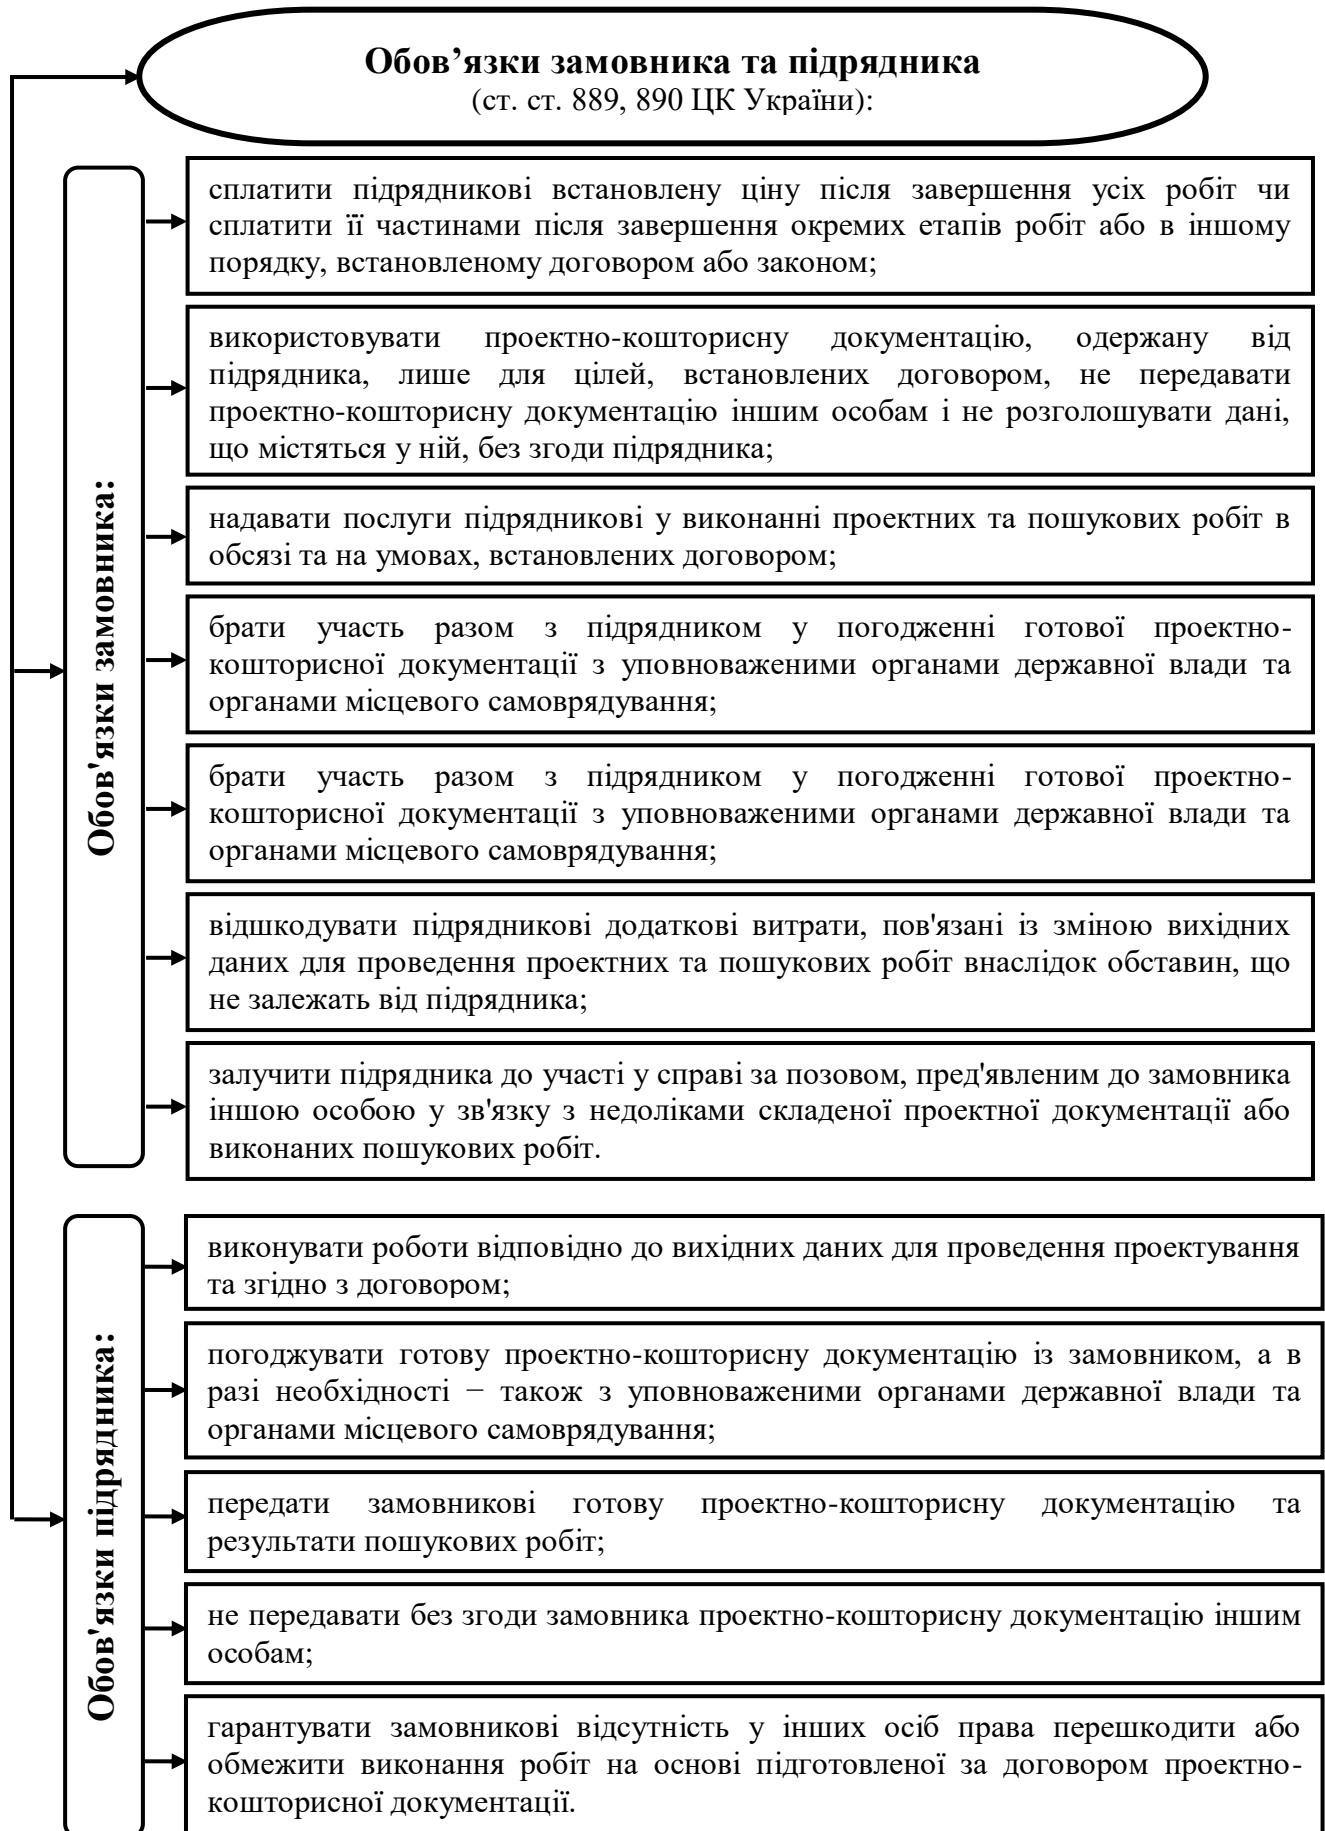 Обов’язки замовника та підрядника
(ст. ст. 889, 890 ЦК України):
Обов'язки замовника:
сплатити підрядникові встановлену ціну після завершення усіх робіт чи
сплатити її частинами після завершення окремих етапів робіт або в іншому
порядку, встановленому договором або законом;
використовувати проектно-кошторисну документацію, одержану від
підрядника, лише для цілей, встановлених договором, не передавати
проектно-кошторисну документацію іншим особам і не розголошувати дані,
що містяться у ній, без згоди підрядника;
надавати послуги підрядникові у виконанні проектних та пошукових робіт в
обсязі та на умовах, встановлених договором;
брати участь разом з підрядником у погодженні готової проектно-
кошторисної документації з уповноваженими органами державної влади та
органами місцевого самоврядування;
брати участь разом з підрядником у погодженні готової проектно-
кошторисної документації з уповноваженими органами державної влади та
органами місцевого самоврядування;
відшкодувати підрядникові додаткові витрати, пов'язані із зміною вихідних
даних для проведення проектних та пошукових робіт внаслідок обставин, що
не залежать від підрядника;
залучити підрядника до участі у справі за позовом, пред'явленим до замовника
іншою особою у зв'язку з недоліками складеної проектної документації або
виконаних пошукових робіт.
Обов'язки підрядника:
виконувати роботи відповідно до вихідних даних для проведення проектування
та згідно з договором;
погоджувати готову проектно-кошторисну документацію із замовником, а в
разі необхідності − також з уповноваженими органами державної влади та
органами місцевого самоврядування;
передати замовникові готову проектно-кошторисну документацію та
результати пошукових робіт;
не передавати без згоди замовника проектно-кошторисну документацію іншим
особам;
гарантувати замовникові відсутність у інших осіб права перешкодити або
обмежити виконання робіт на основі підготовленої за договором проектно-
кошторисної документації.